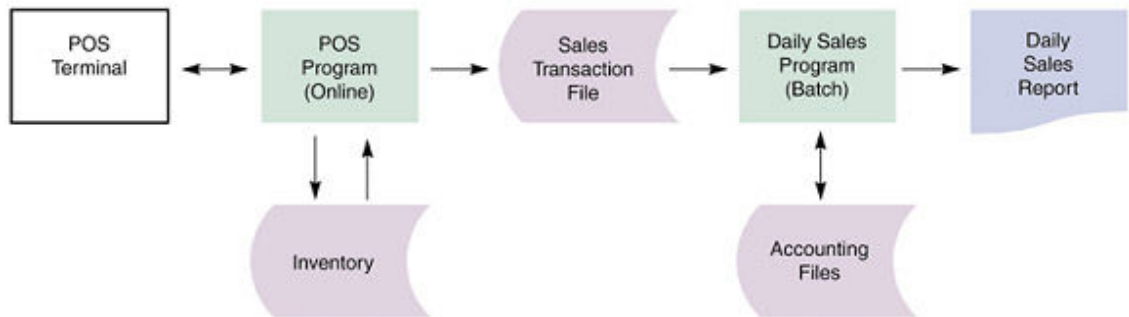 POS
Terminal
POS
Program
(Online)
Sales
Transaction
File
Daily Sales
Program
(Batch)
Daily
Sales
Report
Inventory
Accounting
Files